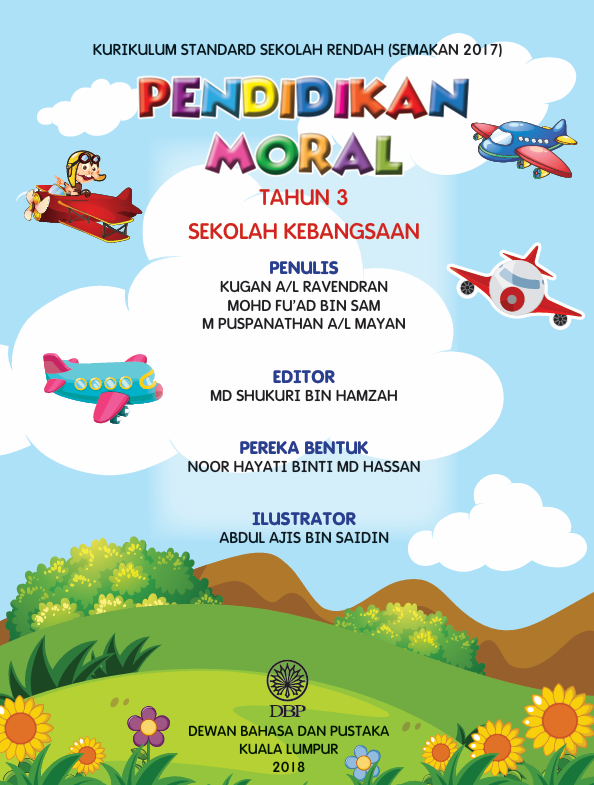 KURIKULUM STANDARD SEKOLAH RENDAH (SEMAKAN 2017)
PENDIDIKAN
MORAL
TAHUN 3
SEKOLAH KEBANGSAAN
PENULIS
KUGAN A/L RAVENDRAN
MOHD FU'AD BIN SAM
M PUSPANATHAN A/L MAYAN
EDITOR
MD SHUKURI BIN HAMZAH
PEREKA BENTUK
NOOR HAYATI BINTI MD HASSAN
ILUSTRATOR
ABDUL AJIS BIN SAIDIN
DBP
DEWAN BAHASA DAN PUSTAKA
KUALA LUMPUR
2018